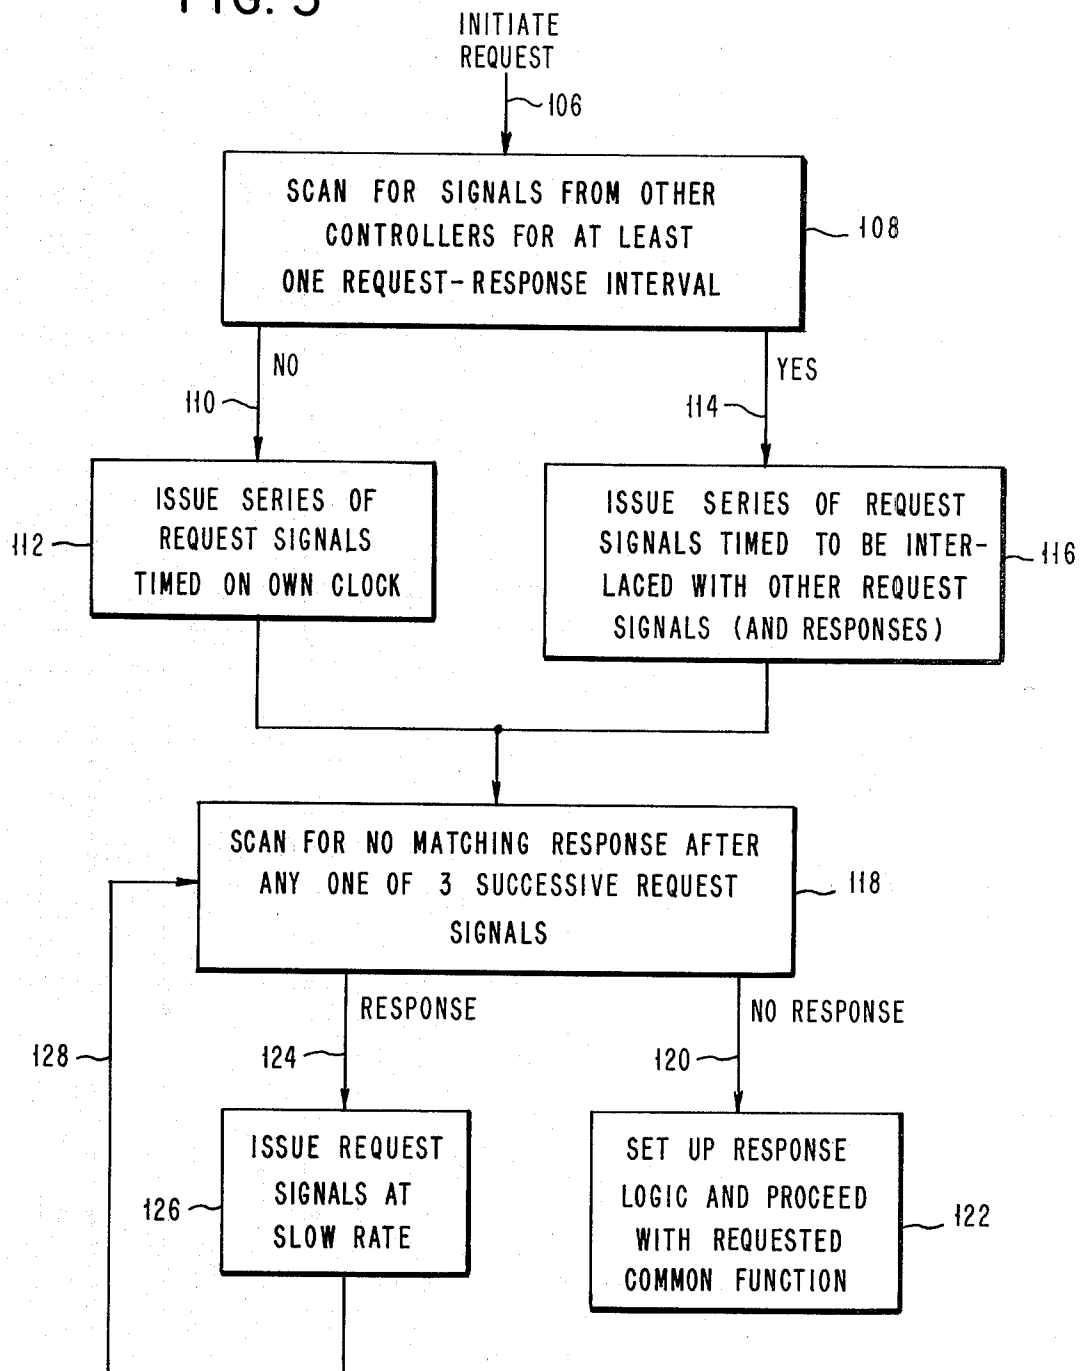 FIG. 3
INITIATE
REQUEST
106
SCAN FOR SIGNALS FROM OTHER
CONTROLLERS FOR AT LEAST
ONE REQUEST-RESPONSE INTERVAL
108
NO
110
YES
114
ISSUE SERIES OF
REQUEST SIGNALS
TIMED ON OWN CLOCK
112
ISSUE SERIES OF REQUEST
SIGNALS TIMED TO BE INTER-
LACED WITH OTHER REQUEST
SIGNALS (AND RESPONSES)
116
SCAN FOR NO MATCHING RESPONSE AFTER
ANY ONE OF 3 SUCCESSIVE REQUEST
SIGNALS
118
RESPONSE
124
NO RESPONSE
120
128
ISSUE REQUEST
SIGNALS AT
SLOW RATE
126
SET UP RESPONSE
LOGIC AND PROCEED
WITH REQUESTED
COMMON FUNCTION
122